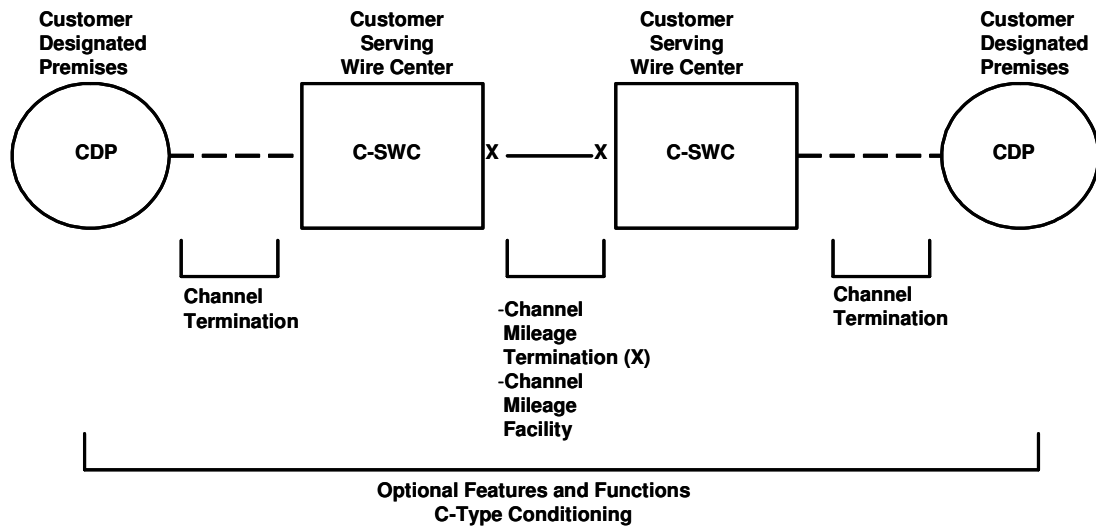 Customer
Designated
Premises
Customer
Serving
Wire Center
Customer
Serving
Wire Center
Customer
Designated
Premises
CDP
C-SWC
X
X
C-SWC
CDP
Channel
Termination
-Channel
Mileage
Termination (X)
-Channel
Mileage
Facility
Channel
Termination
Optional Features and Functions
C-Type Conditioning